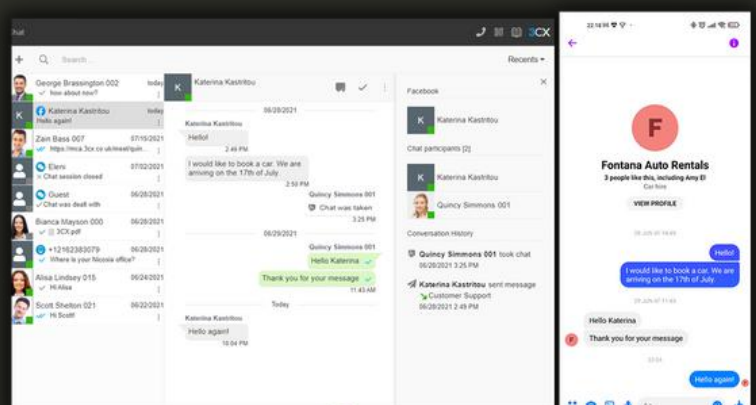 hat
3CX
Search ...
Recents
George Brassington 002
today
how about now?
Katerina Kastritou
today
Hello again!
Zain Bass 007
07/15/2021
https://mca.3cx.co.uk/meet/quin...
Eleni
07/02/2021
Chat session closed
Guest
06/28/2021
Chat was dealt with
Bianca Mayson 000
06/28/2021
3CX.pdf
+12162383079
06/28/2021
Where is your Nicosia office?
Alisa Lindsey 015
06/24/2021
Hi Alisa
Scott Shelton 021
06/22/2021
Hi Scott!
K
K
Katerina Kastritou
06/28/2021
Katerina Kastritou
Hello!
2:49 PM
I would like to book a car. We are
arriving on the 17th of July.
2:50 PM
Quincy Simmons 001
Chat was taken
3:25 PM
06/29/2021
Quincy Simmons 001
Hello Katerina
Thank you for your message
11:43 AM
Today
Katerina Kastritou
Hello again!
10:04 PM
Facebook
K
Katerina Kastritou
Chat participants [2]
K
Katerina Kastritou
Quincy Simmons 001
Conversation History
Quincy Simmons 001 took chat
06/28/2021 3:25 PM
Katerina Kastritou sent message
Customer Support
06/28/2021 2:49 PM
F
Fontana Auto Rentals
3 people like this, including Amy El
Car hire
VIEW PROFILE
Hello!
I would like to book a car. We are
arriving on the 17th of July.
Hello Katerina
F
Thank you for your message
22:04
Hello again!